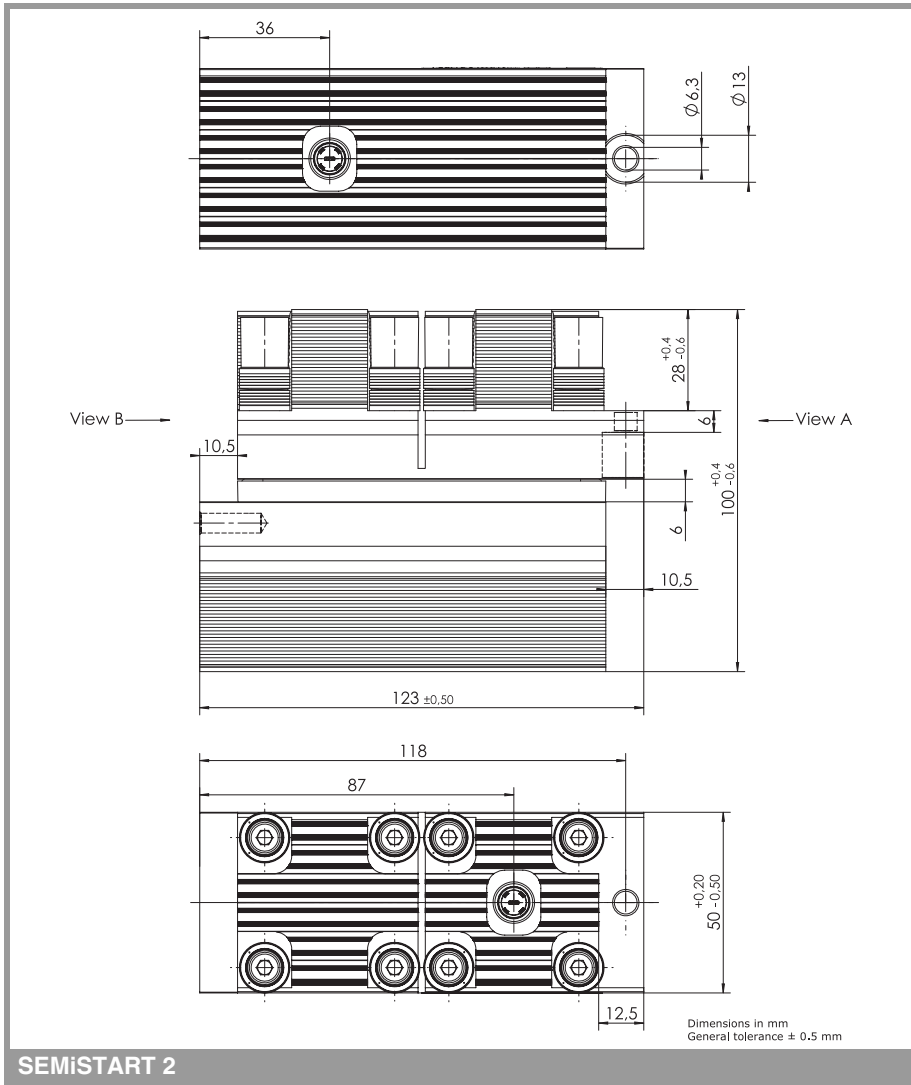 36
Ø6,3
Ø13
28 +0,4 -0,6
View B
View A
6
10,5
100 +0,4 -0,6
6
10,5
123 ±0,50
118
87
50 +0,20 -0,50
12,5
Dimensions in mm
General tolerance ± 0.5 mm
SEMiSTART 2